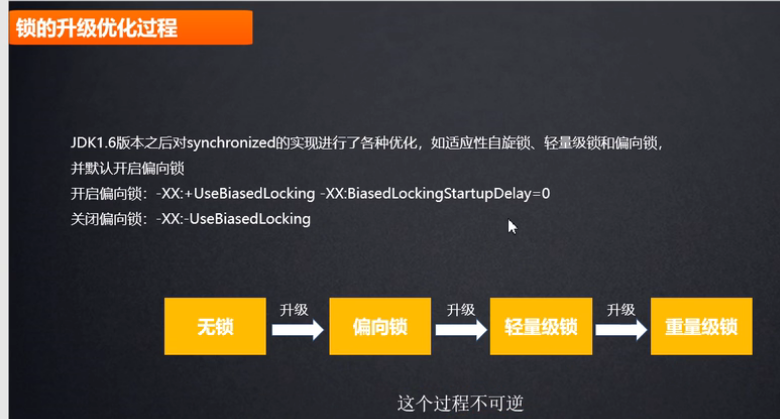 锁的升级优化过程
JDK1.6版本之后对synchronized的实现进行了各种优化，如适应性自旋锁、轻量级锁和偏向锁，
并默认开启偏向锁
开启偏向锁：-XX:+UseBiasedLocking -XX:BiasedLockingStartupDelay=0
关闭偏向锁：-XX:-UseBiasedLocking
无锁 升级 偏向锁 升级 轻量级锁 升级 重量级锁
这个过程不可逆